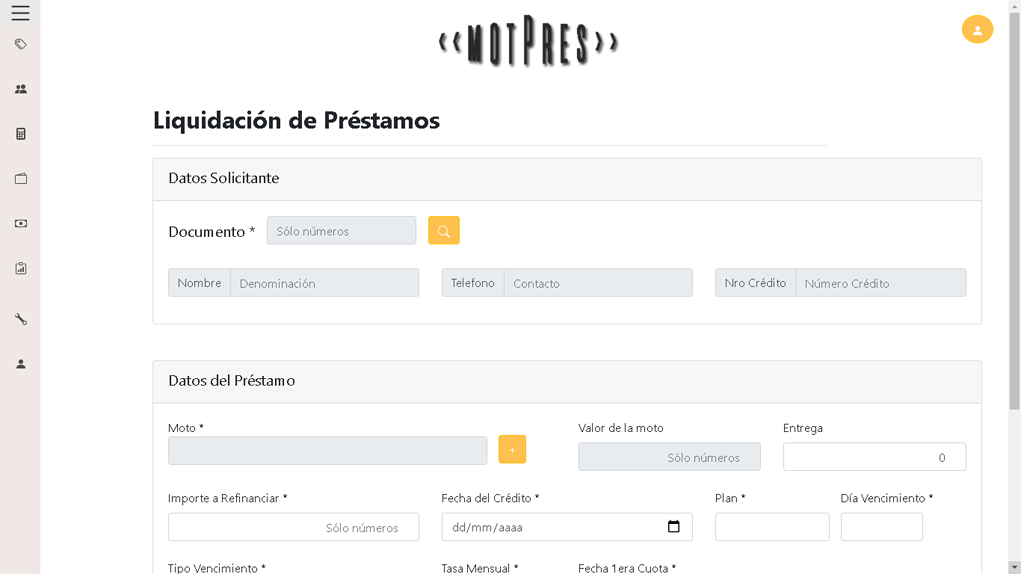 ‹‹MOTPRES››
Liquidación de Préstamos
Datos Solicitante
Documento * Sólo números
Nombre Denominación Telefono Contacto Nro Crédito Número Crédito
Datos del Préstamo
Moto * Valor de la moto Entrega
+ Sólo números 0
Importe a Refinanciar * Fecha del Crédito * Plan * Día Vencimiento *
Sólo números dd/mm/aaaa
Tipo Vencimiento * Tasa Mensual * Fecha 1era Cuota *